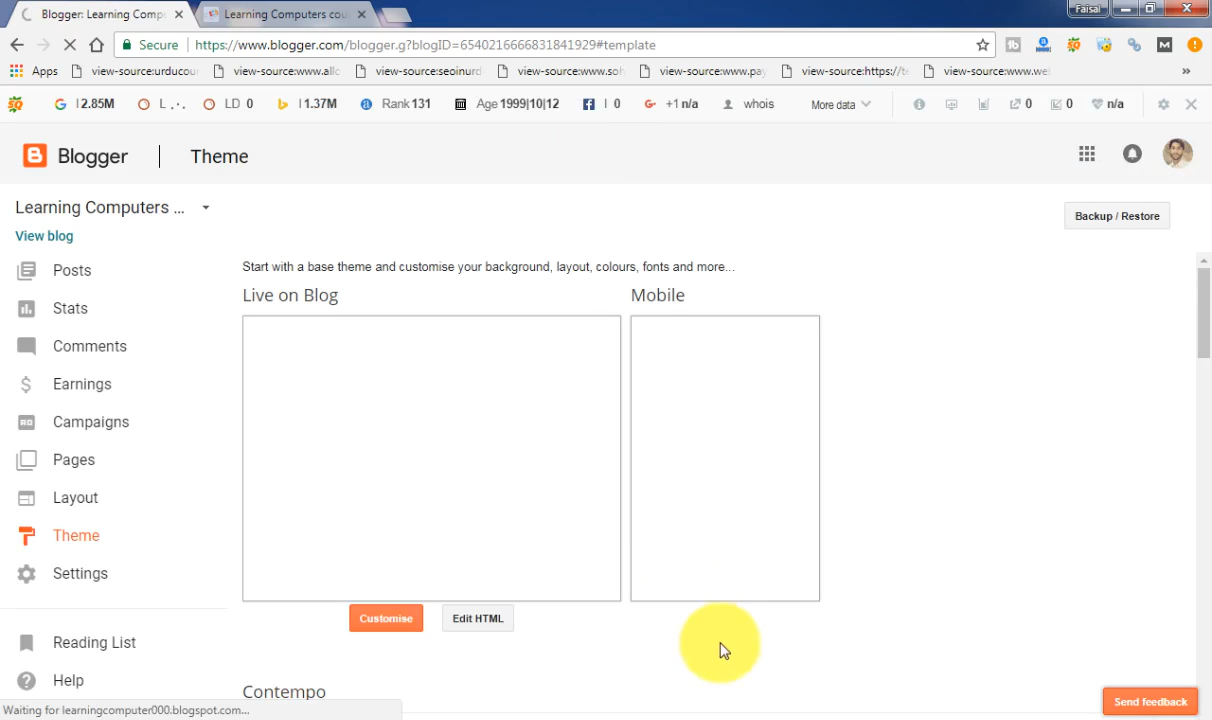 Blogger: Learning Compu
Learning Computers cou
Faisal
Secure
https://www.blogger.com/blogger.g?blogID=6540216666831841929#template
Apps
view-source:urducou
view-source:www.allc
view-source:seoinurd
view-source:www.soh
view-source:www.pay
view-source:https://te
view-source:www.we
»
SQ
G I 2.85M
LD 0
I 1.37M
Rank 131
Age 1999|10|12
I 0
+1 n/a
whois
More data
0
0
n/a
Blogger
Theme
Learning Computers ...
View blog
Backup / Restore
Posts
Stats
Comments
Earnings
Campaigns
Pages
Layout
Theme
Settings
Reading List
Help
Start with a base theme and customise your background, layout, colours, fonts and more...
Live on Blog
Mobile
Customise
Edit HTML
Contempo
Send feedback
Waiting for learningcomputer000.blogspot.com...